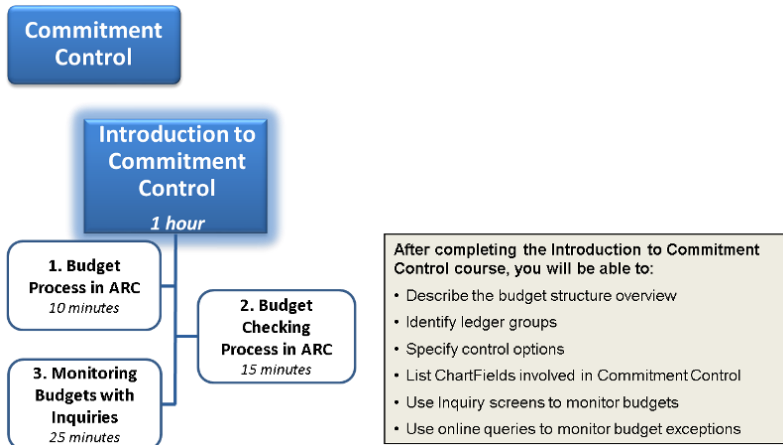 Commitment
Control
Introduction to
Commitment
Control
1 hour
1. Budget
Process in ARC
10 minutes
2. Budget
Checking
Process in ARC
15 minutes
3. Monitoring
Budgets with
Inquiries
25 minutes
After completing the Introduction to Commitment
Control course, you will be able to:
• Describe the budget structure overview
• Identify ledger groups
• Specify control options
• List ChartFields involved in Commitment Control
• Use Inquiry screens to monitor budgets
• Use online queries to monitor budget exceptions